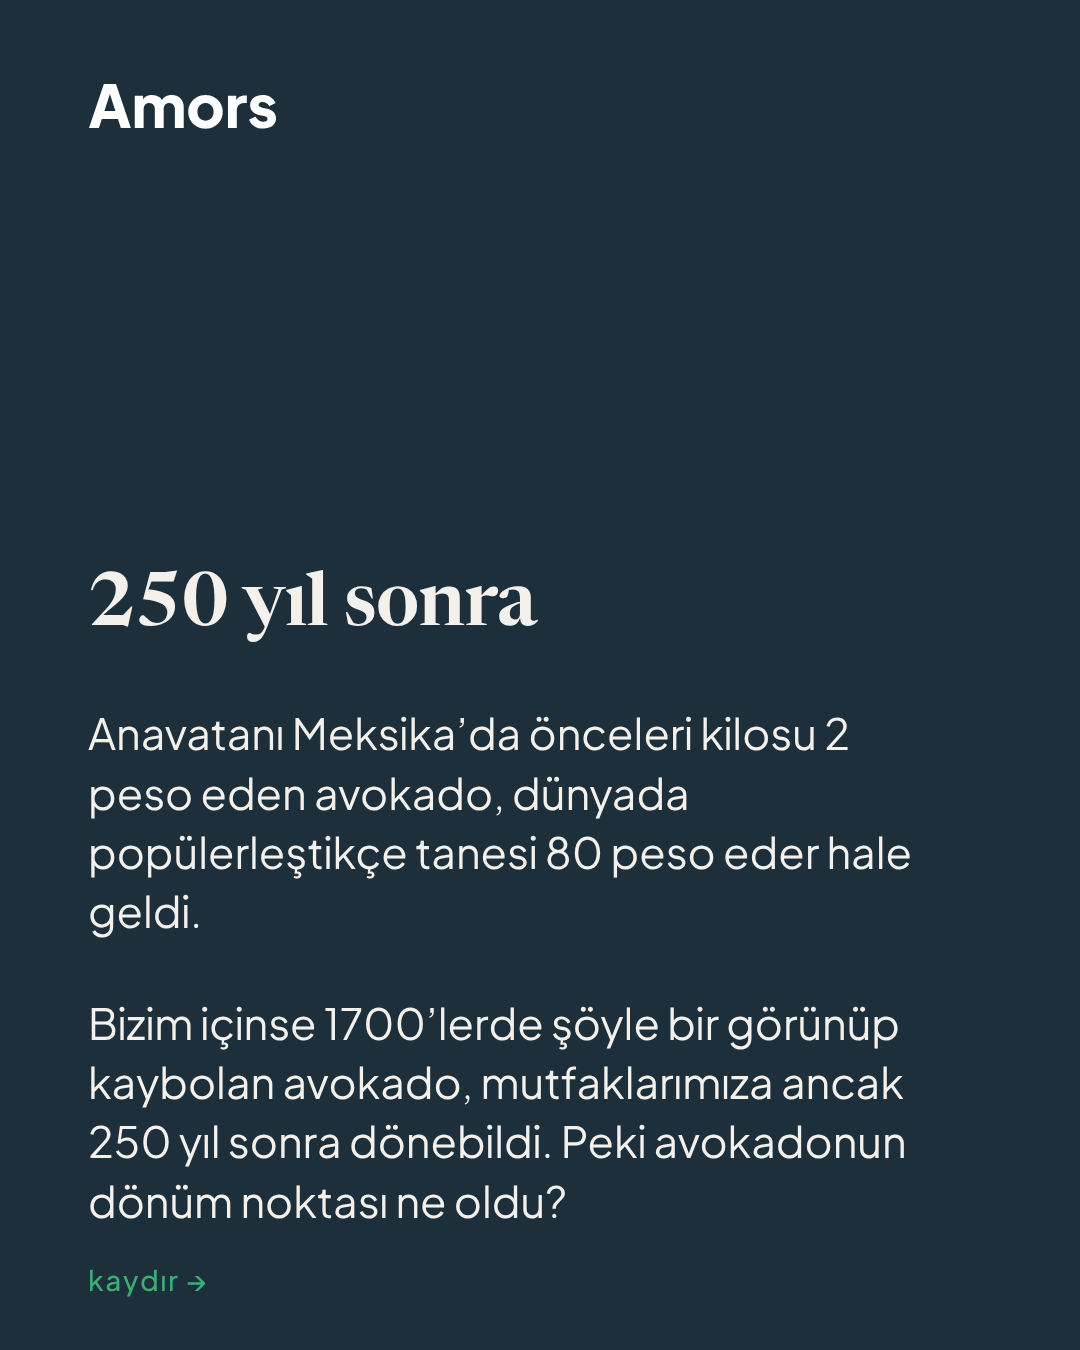 Amors
250 yıl sonra
Anavatanı Meksika’da önceleri kilosu 2
peso eden avokado, dünyada
popülerleştikçe tanesi 80 peso eder hale
geldi.
Bizim içinse 1700’lerde şöyle bir görünüp
kaybolan avokado, mutfaklarımıza ancak
250 yıl sonra dönebildi. Peki avokadonun
dönüm noktası ne oldu?
kaydır →